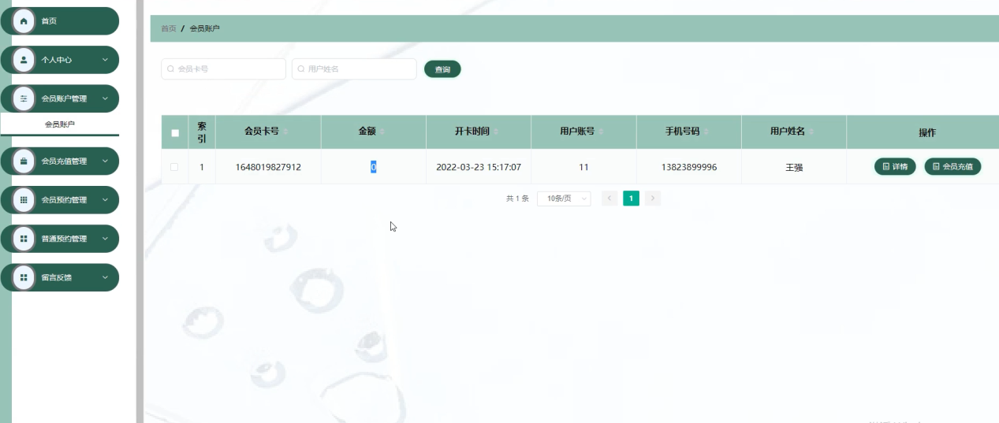 首页
个人中心
会员账户管理
会员账户
会员充值管理
会员预约管理
普通预约管理
留言反馈
首页 / 会员账户
会员卡号 用户姓名 查询
索引 会员卡号 金额 开卡时间 用户账号 手机号码 用户姓名 操作
1 1648019827912 0 2022-03-23 15:17:07 11 13823899996 王强 详情 会员充值
共 1 条 10条/页 1